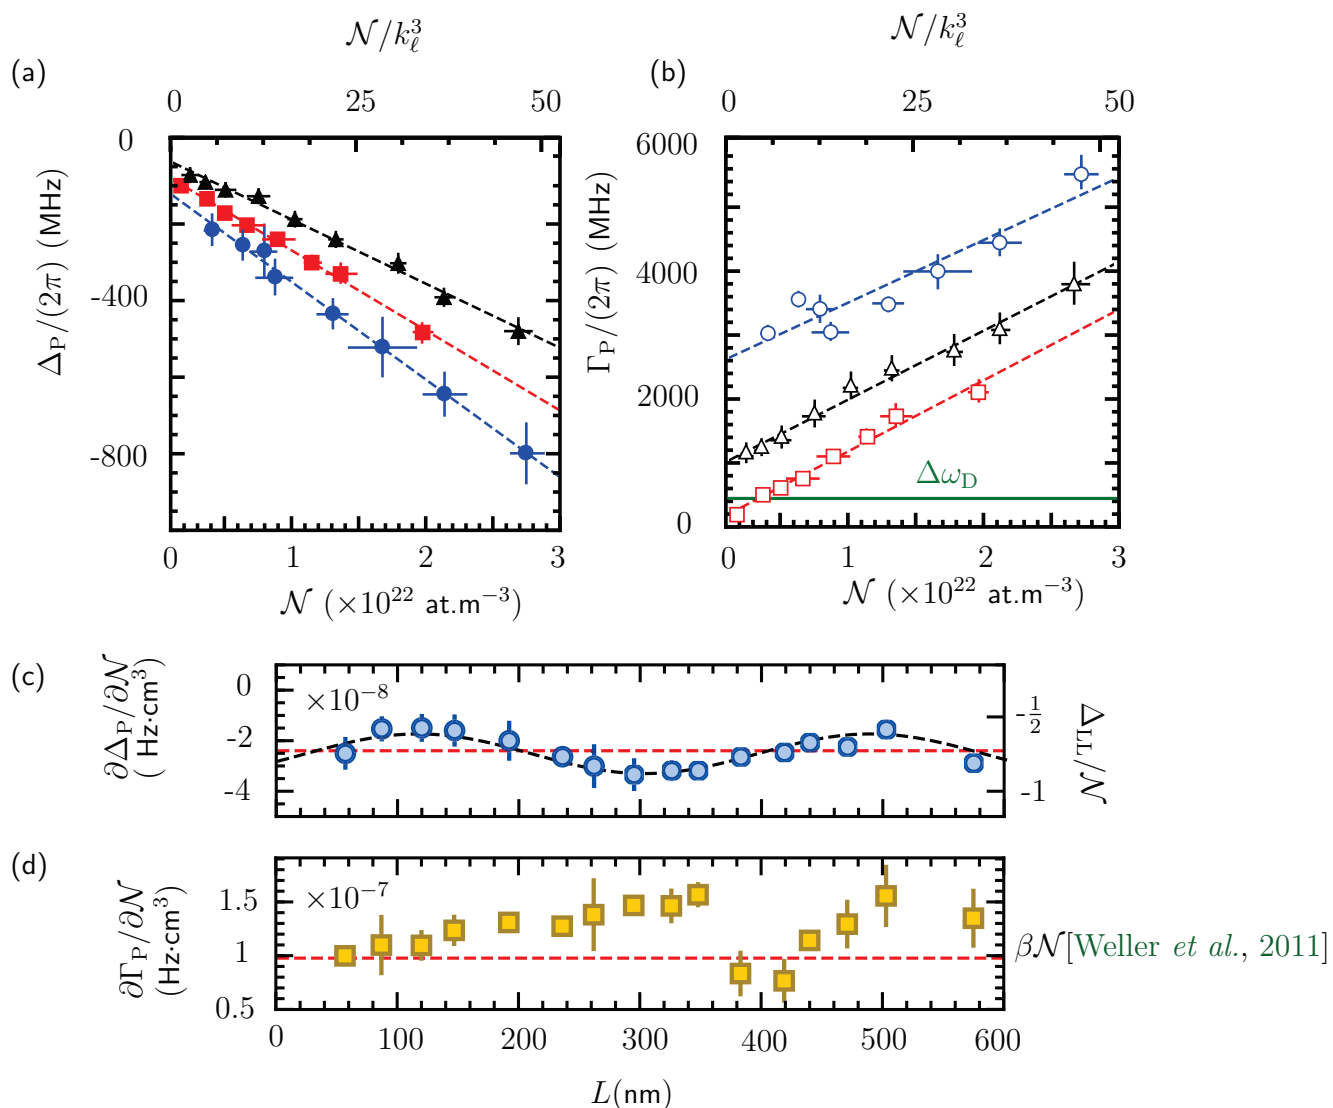 (a)
𝒩/k_ℓ^3
0 25 50
Δ_P/(2π) (MHz)
0
-400
-800
0 1 2 3
𝒩 (×10^22 at.m^−3)
(b)
𝒩/k_ℓ^3
0 25 50
Γ_P/(2π) (MHz)
6000
4000
2000
0
Δω_D
0 1 2 3
𝒩 (×10^22 at.m^−3)
(c)
∂Δ_P/∂𝒩
( Hz·cm^3)
0
-2
-4
×10^−8
-1/2
-1
Δ_LL/𝒩
(d)
∂Γ_P/∂𝒩
(Hz·cm^3)
1.5
1
0.5
×10^−7
β𝒩[Weller et al., 2011]
0 100 200 300 400 500 600
L(nm)